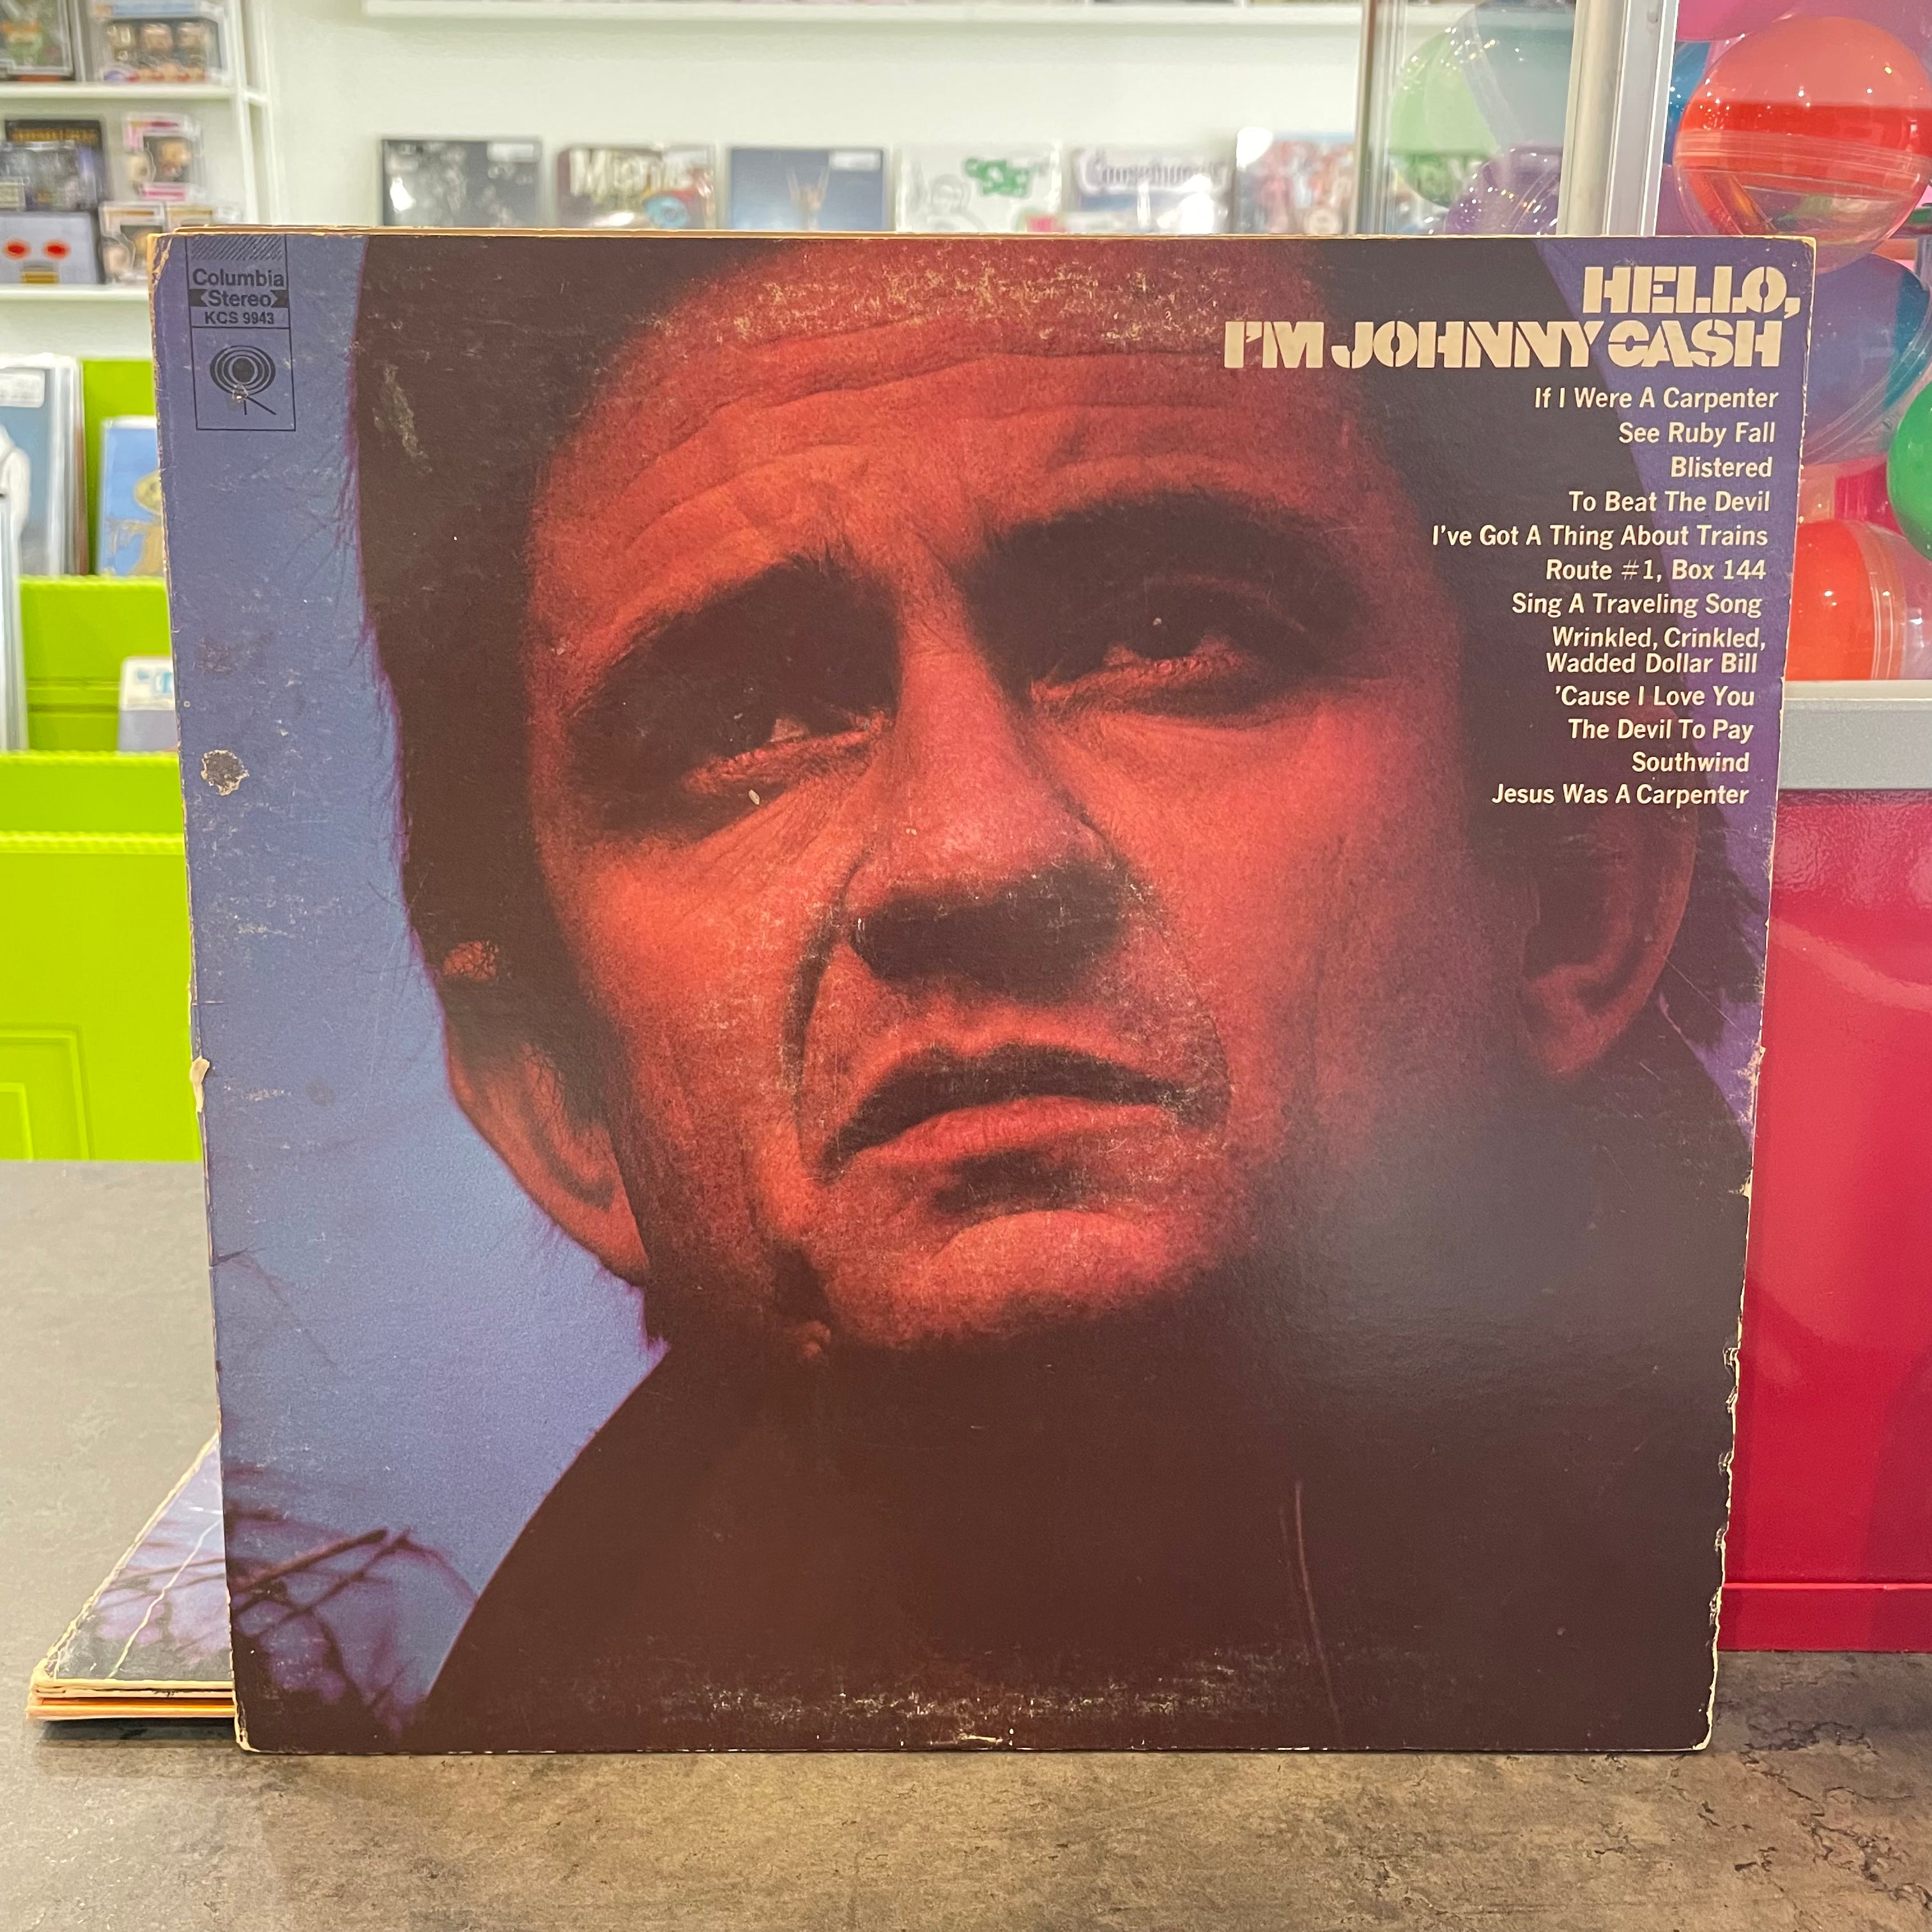 Misfits
Goosebumps
Columbia
Stereo
KCS 9943
HELLO,
I'M JOHNNY CASH
If I Were A Carpenter
See Ruby Fall
Blistered
To Beat The Devil
I've Got A Thing About Trains
Route #1, Box 144
Sing A Traveling Song
Wrinkled, Crinkled,
Wadded Dollar Bill
'Cause I Love You
The Devil To Pay
Southwind
Jesus Was A Carpenter